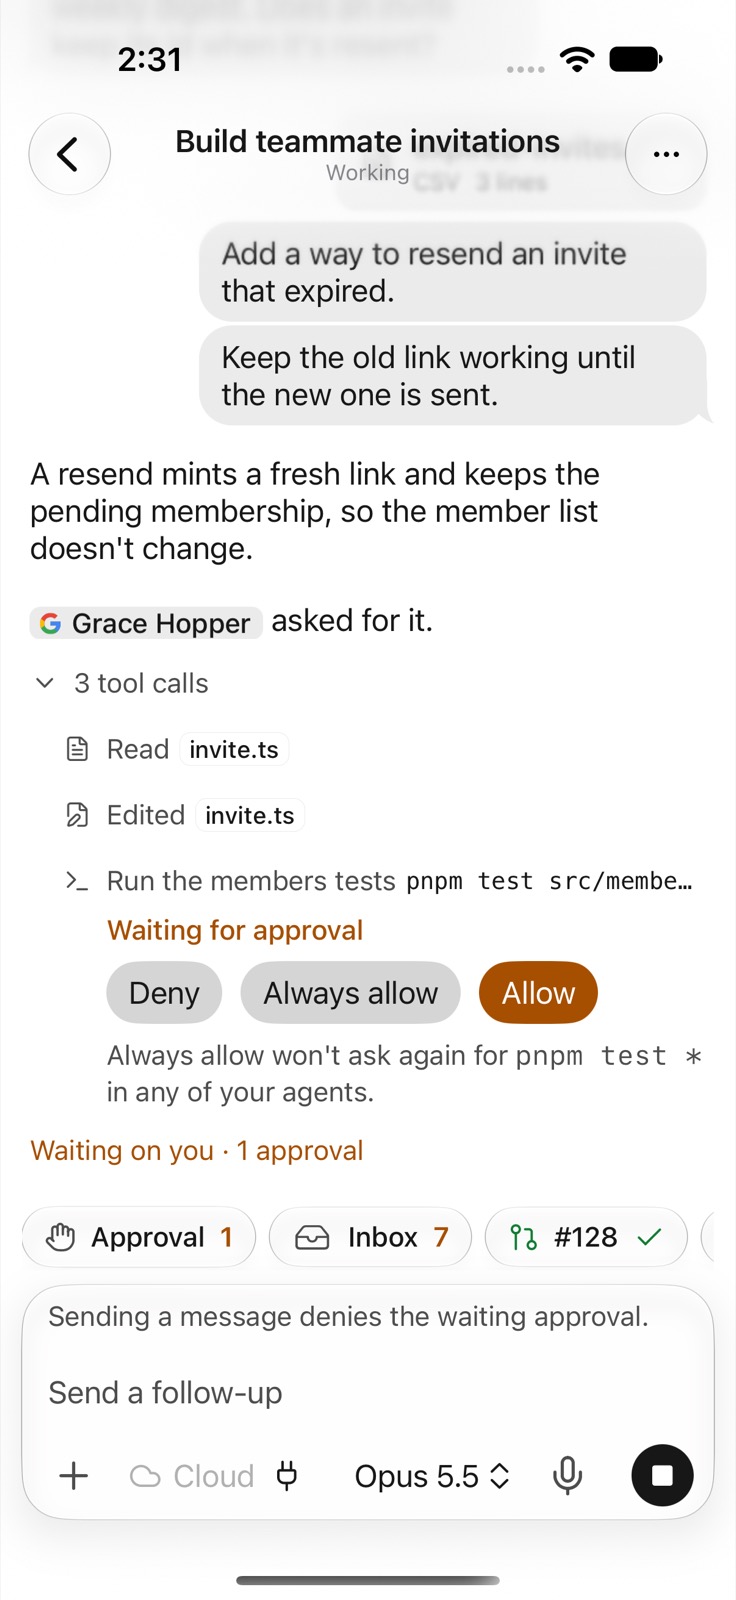 2:31
Build teammate invitations
Working
CSV 3 lines
Add a way to resend an invite
that expired.
Keep the old link working until
the new one is sent.
A resend mints a fresh link and keeps the
pending membership, so the member list
doesn't change.
Grace Hopper asked for it.
3 tool calls
Read invite.ts
Edited invite.ts
Run the members tests pnpm test src/membe…
Waiting for approval
Deny Always allow Allow
Always allow won't ask again for pnpm test *
in any of your agents.
Waiting on you · 1 approval
Approval 1 Inbox 7 #128
Sending a message denies the waiting approval.
Send a follow-up
Cloud Opus 5.5